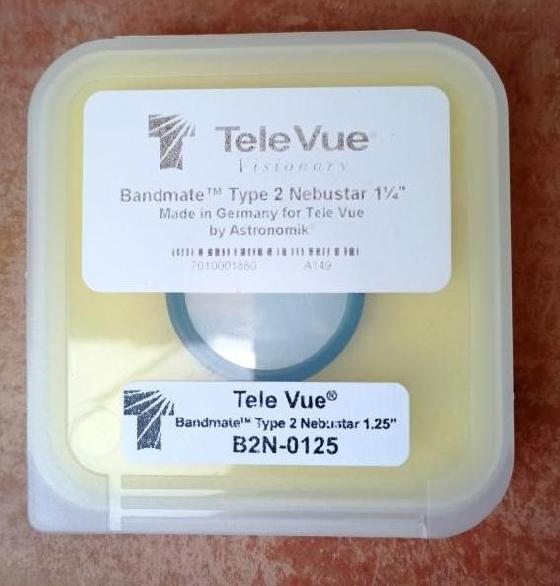 TeleVue®
Visionary
Bandmate™ Type 2 Nebustar 1¼"
Made in Germany for Tele Vue
by Astronomik®
7010001880 A149
Tele Vue®
Bandmate™ Type 2 Nebustar 1.25"
B2N-0125